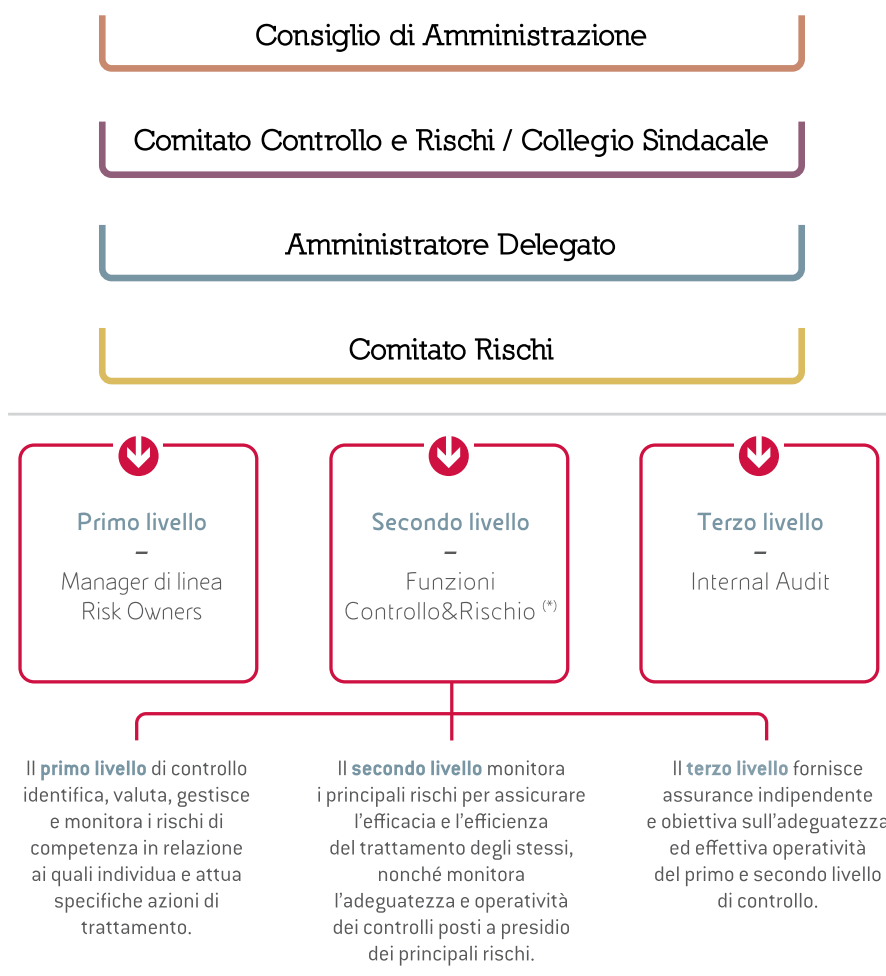 Consiglio di Amministrazione
Comitato Controllo e Rischi / Collegio Sindacale
Amministratore Delegato
Comitato Rischi
Primo livello
–
Manager di linea
Risk Owners
Secondo livello
–
Funzioni
Controllo&Rischio (*)
Terzo livello
–
Internal Audit
Il primo livello di controllo
identifica, valuta, gestisce
e monitora i rischi di
competenza in relazione
ai quali individua e attua
specifiche azioni di
trattamento.
Il secondo livello monitora
i principali rischi per assicurare
l'efficacia e l'efficienza
del trattamento degli stessi,
nonché monitora
l'adeguatezza e operatività
dei controlli posti a presidio
dei principali rischi.
Il terzo livello fornisce
assurance indipendente
e obiettiva sull'adeguatezza
ed effettiva operatività
del primo e secondo livello
di controllo.